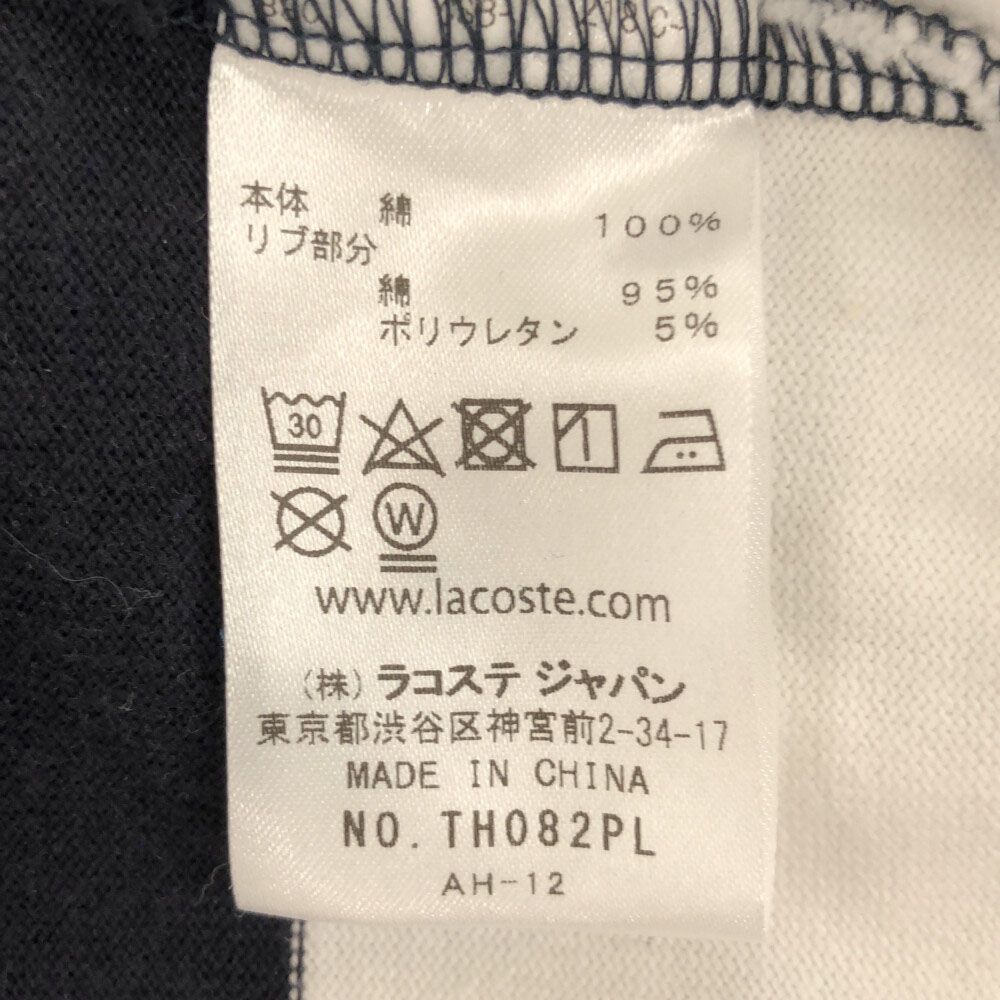 本体 綿 100%
リブ部分
綿 95%
ポリウレタン 5%
30
W
www.lacoste.com
(株) ラコステ ジャパン
東京都渋谷区神宮前2-34-17
MADE IN CHINA
NO. TH082PL
AH-12